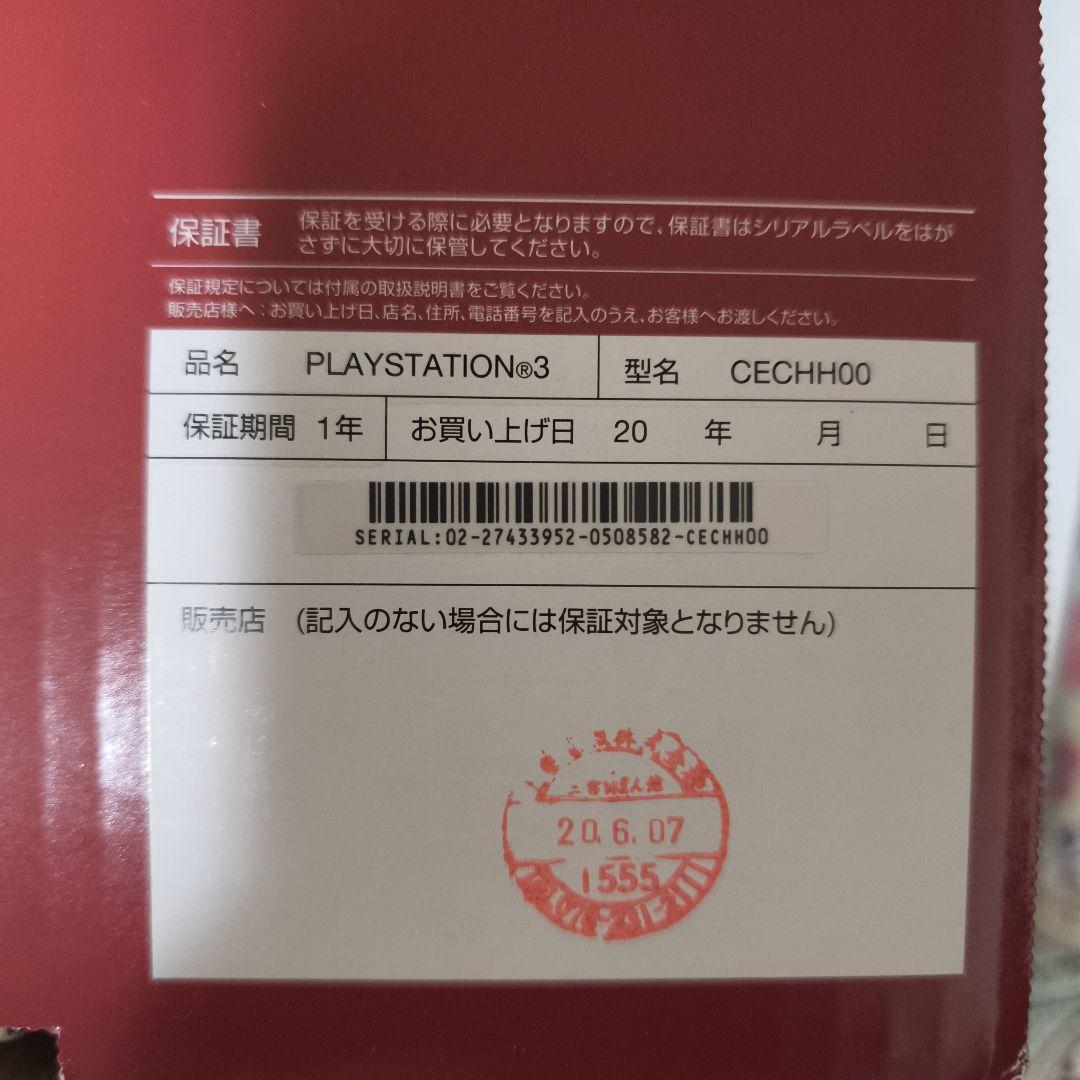 保証書
保証を受ける際に必要となりますので、保証書はシリアルラベルをはが
さずに大切に保管してください。
保証規定については付属の取扱説明書をご覧ください。
販売店様へ:お買い上げ日、店名、住所、電話番号を記入のうえ、お客様へお渡しください。
品名 PLAYSTATION®3 型名 CECHH00
保証期間 1年 お買い上げ日 20 年 月 日
SERIAL:02-27433952-0508582-CECHH00
販売店 (記入のない場合には保証対象となりません)
20.6.07
1555